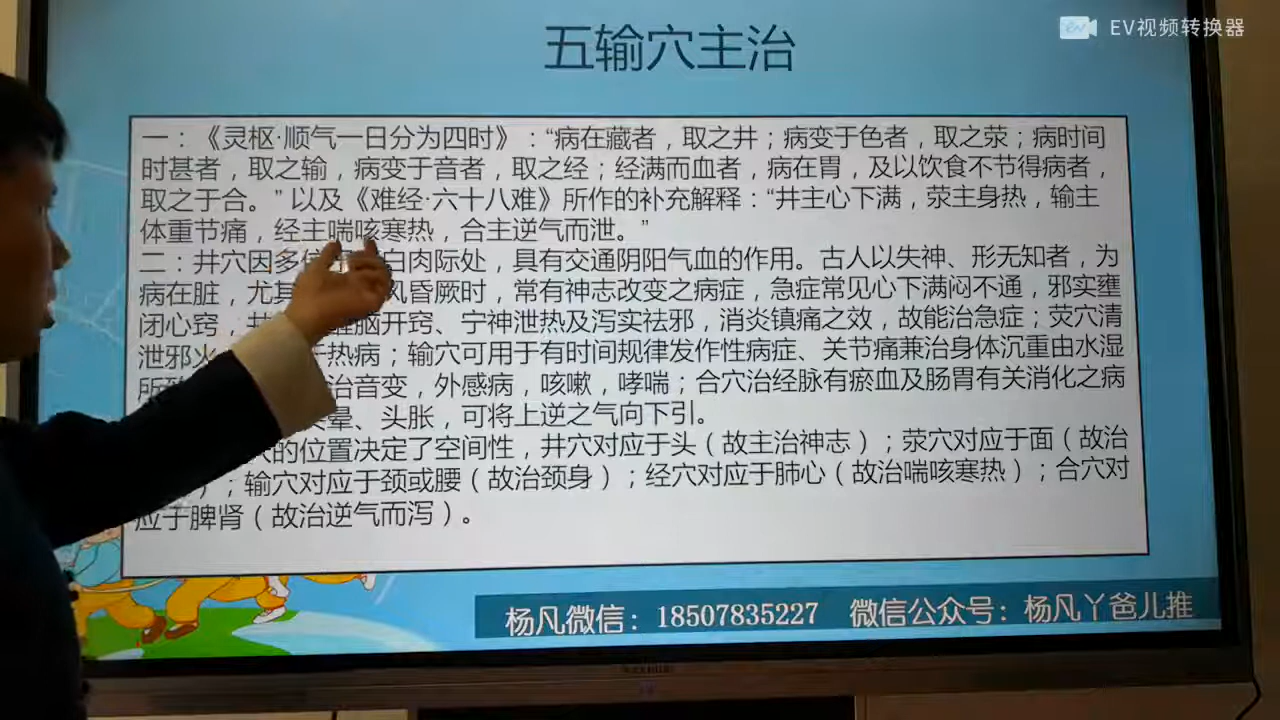 EV视频转换器
五输穴主治
一：《灵枢·顺气一日分为四时》：“病在藏者，取之井；病变于色者，取之荥；病时间
时甚者，取之输，病变于音者，取之经；经满而血者，病在胃，及以饮食不节得病者，
取之于合。” 以及《难经·六十八难》所作的补充解释：“井主心下满，荥主身热，输主
体重节痛，经主喘咳寒热，合主逆气而泄。”
二：井穴因多位 白肉际处，具有交通阴阳气血的作用。古人以失神、形无知者，为
病在脏，尤其 风昏厥时，常有神志改变之病症，急症常见心下满闷不通，邪实壅
闭心窍，井 脑开窍、宁神泄热及泻实祛邪，消炎镇痛之效，故能治急症；荥穴清
泄邪火 热病；输穴可用于有时间规律发作性病症、关节痛兼治身体沉重由水湿
所 治音变，外感病，咳嗽，哮喘；合穴治经脉有瘀血及肠胃有关消化之病
晕、头胀，可将上逆之气向下引。
的位置决定了空间性，井穴对应于头（故主治神志）；荥穴对应于面（故治
）；输穴对应于颈或腰（故治颈身）；经穴对应于肺心（故治喘咳寒热）；合穴对
应于脾肾（故治逆气而泻）。
杨凡微信：18507835227 微信公众号：杨凡丫爸儿推